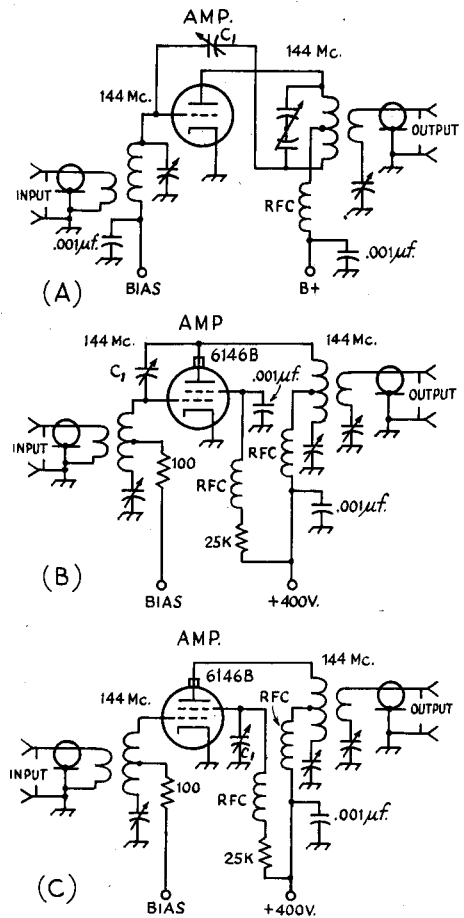 AMP.
C1
144 Mc.
144 Mc.
INPUT
OUTPUT
RFC
.001µf.
.001µf.
(A)
BIAS
B+
AMP
144 Mc.
6146B
144 Mc.
C1
.001µf.
INPUT
OUTPUT
100
RFC
RFC
.001µf.
25K
(B)
BIAS
+400V.
AMP.
6146B
144 Mc.
RFC
144 Mc.
INPUT
C1
OUTPUT
100
RFC
.001µf.
25K
(C)
BIAS
+400V.